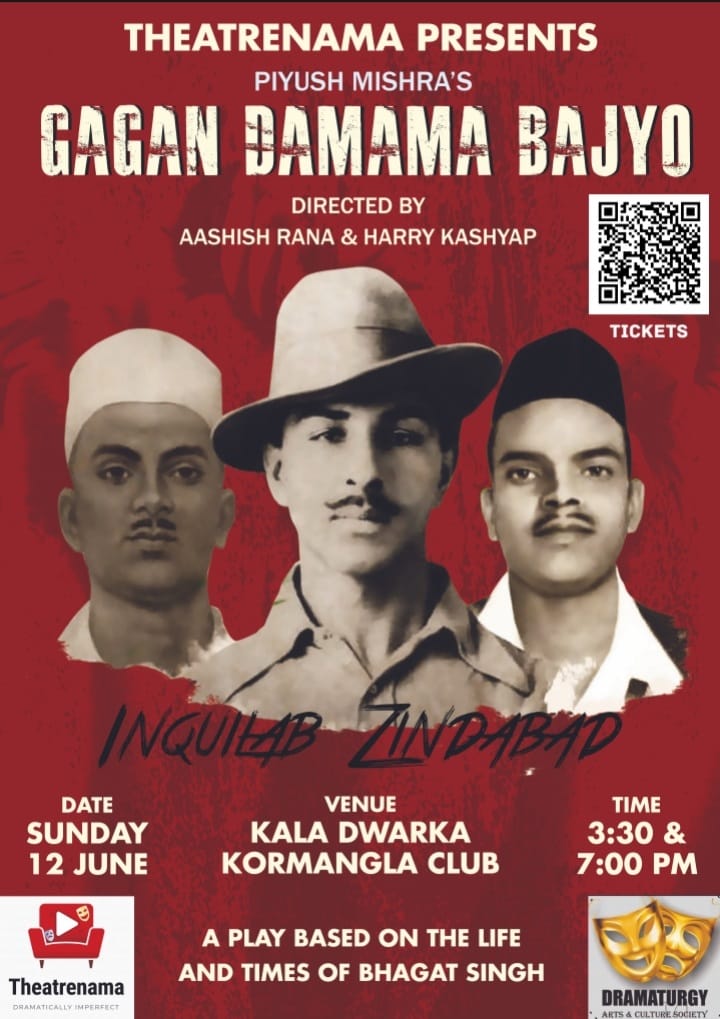 THEATRENAMA PRESENTS
PIYUSH MISHRA'S
GAGAN DAMAMA BAJYO
DIRECTED BY
AASHISH RANA & HARRY KASHYAP
TICKETS
INQUILAB ZINDABAD
DATE
SUNDAY
12 JUNE
VENUE
KALA DWARKA
KORMANGLA CLUB
TIME
3:30 &
7:00 PM
A PLAY BASED ON THE LIFE
AND TIMES OF BHAGAT SINGH
Theatrenama
DRAMATICALLY IMPERFECT
DRAMATURGY
ARTS & CULTURE SOCIETY